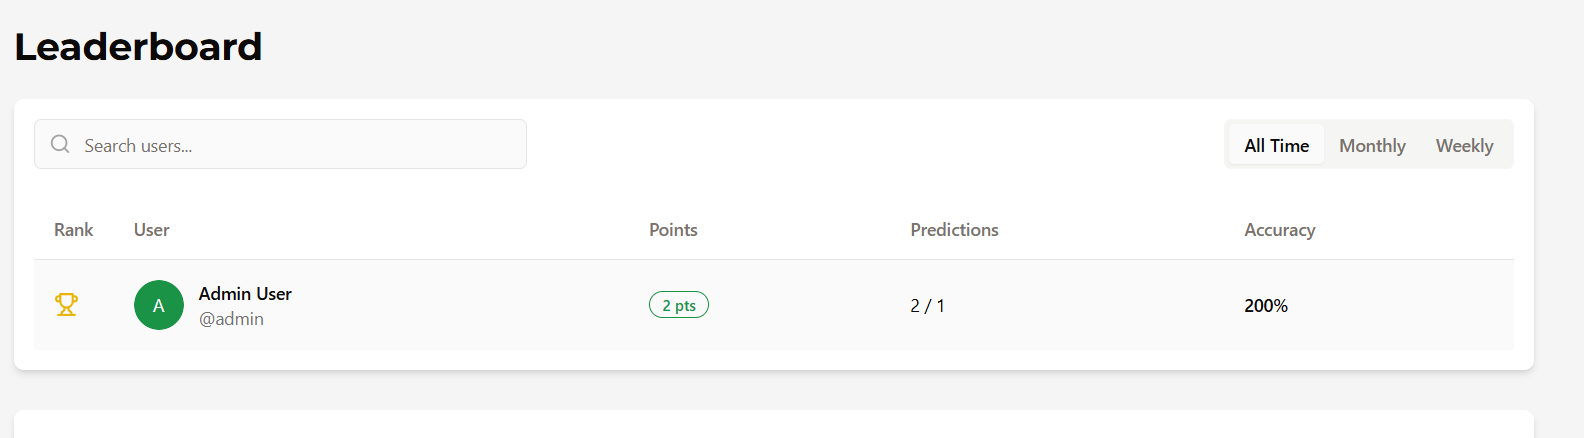 Leaderboard
Search users...
All Time Monthly Weekly
Rank User Points Predictions Accuracy
A Admin User 2 pts 2 / 1 200%
@admin